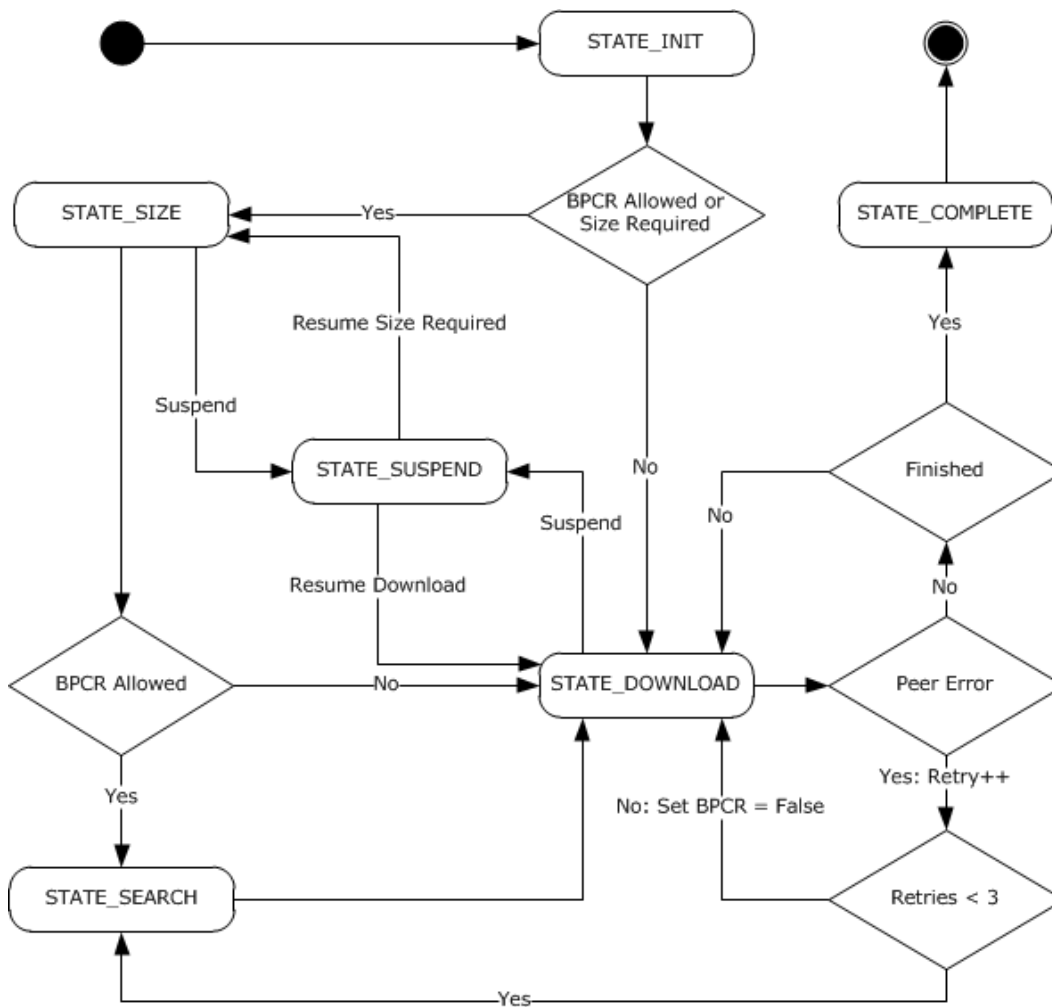 STATE_INIT
BPCR Allowed or
Size Required
Yes
STATE_SIZE
STATE_COMPLETE
Resume Size Required
Yes
Suspend
STATE_SUSPEND
No
Finished
Suspend
No
Resume Download
No
BPCR Allowed
No
STATE_DOWNLOAD
Peer Error
Yes: Retry++
Yes
No: Set BPCR = False
STATE_SEARCH
Retries < 3
Yes